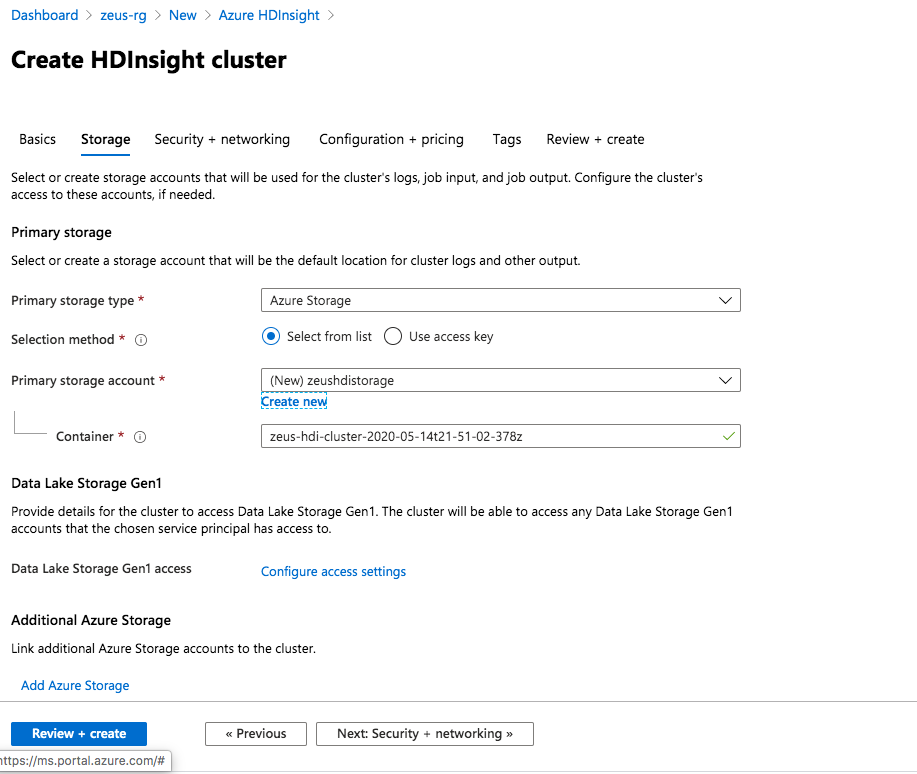 Dashboard > zeus-rg > New > Azure HDInsight >
Create HDInsight cluster
Basics Storage Security + networking Configuration + pricing Tags Review + create
Select or create storage accounts that will be used for the cluster's logs, job input, and job output. Configure the cluster's
access to these accounts, if needed.
Primary storage
Select or create a storage account that will be the default location for cluster logs and other output.
Primary storage type * Azure Storage
Selection method * Select from list Use access key
Primary storage account * (New) zeushdistorage
Create new
Container * zeus-hdi-cluster-2020-05-14t21-51-02-378z
Data Lake Storage Gen1
Provide details for the cluster to access Data Lake Storage Gen1. The cluster will be able to access any Data Lake Storage Gen1
accounts that the chosen service principal has access to.
Data Lake Storage Gen1 access Configure access settings
Additional Azure Storage
Link additional Azure Storage accounts to the cluster.
Add Azure Storage
Review + create « Previous Next: Security + networking »
https://ms.portal.azure.com/#